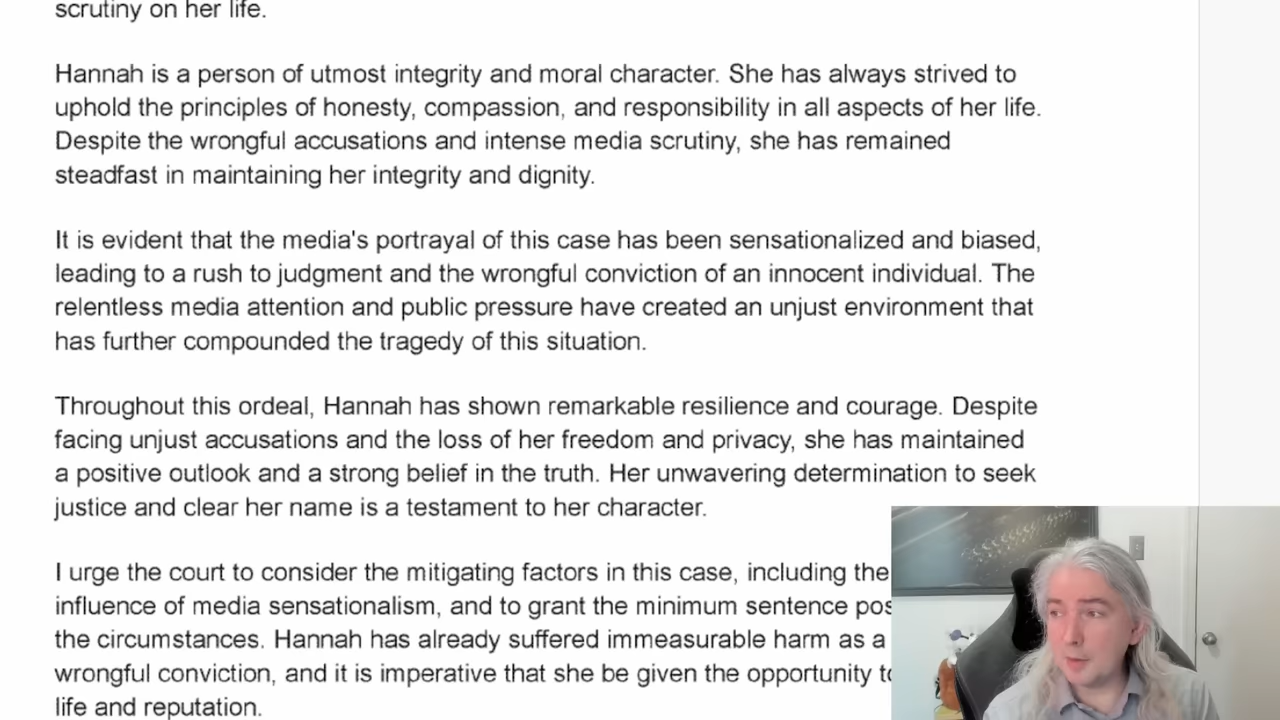 scrutiny on her life.
Hannah is a person of utmost integrity and moral character. She has always strived to
uphold the principles of honesty, compassion, and responsibility in all aspects of her life.
Despite the wrongful accusations and intense media scrutiny, she has remained
steadfast in maintaining her integrity and dignity.
It is evident that the media's portrayal of this case has been sensationalized and biased,
leading to a rush to judgment and the wrongful conviction of an innocent individual. The
relentless media attention and public pressure have created an unjust environment that
has further compounded the tragedy of this situation.
Throughout this ordeal, Hannah has shown remarkable resilience and courage. Despite
facing unjust accusations and the loss of her freedom and privacy, she has maintained
a positive outlook and a strong belief in the truth. Her unwavering determination to seek
justice and clear her name is a testament to her character.
I urge the court to consider the mitigating factors in this case, including the
influence of media sensationalism, and to grant the minimum sentence pos
the circumstances. Hannah has already suffered immeasurable harm as a
wrongful conviction, and it is imperative that she be given the opportunity
life and reputation.